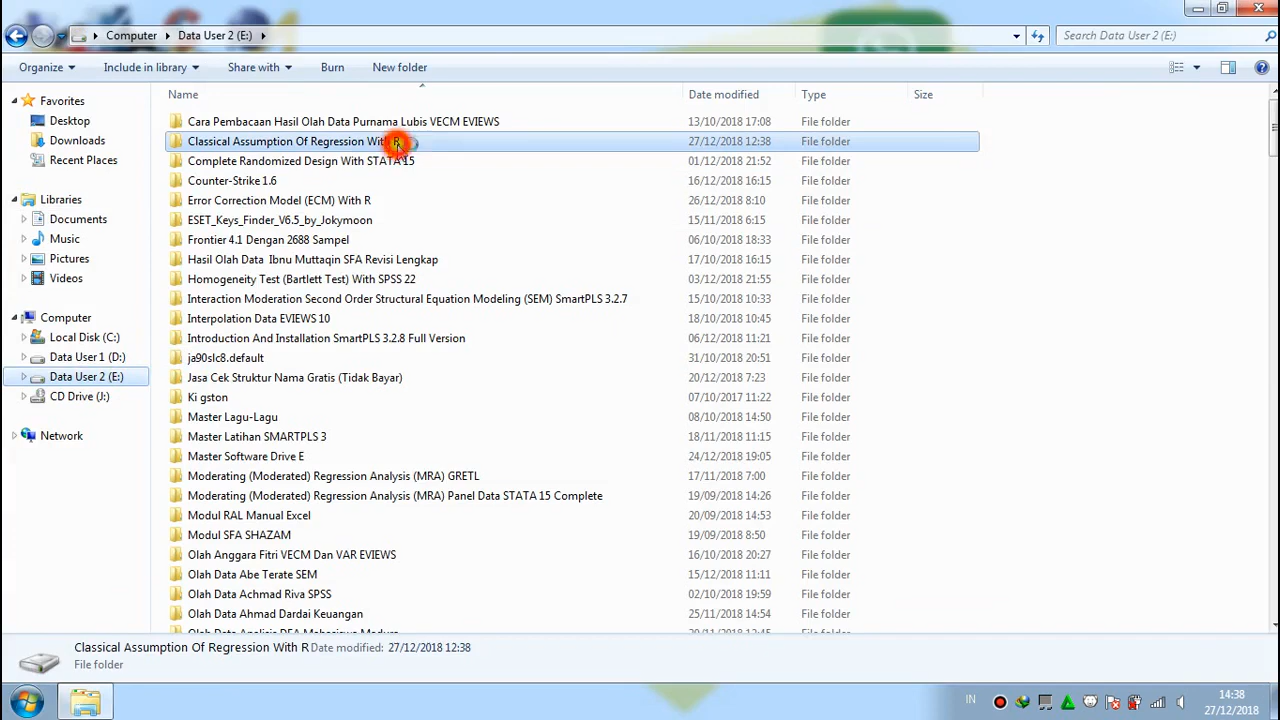 Computer Data User 2 (E:)
Search Data User 2 (E:)
Organize Include in library Share with Burn New folder
Name Date modified Type Size
Favorites
Desktop
Downloads
Recent Places
Libraries
Documents
Music
Pictures
Videos
Computer
Local Disk (C:)
Data User 1 (D:)
Data User 2 (E:)
CD Drive (J:)
Network
Cara Pembacaan Hasil Olah Data Purnama Lubis VECM EVIEWS 13/10/2018 17:08 File folder
Classical Assumption Of Regression With R 27/12/2018 12:38 File folder
Complete Randomized Design With STATA 15 01/12/2018 21:52 File folder
Counter-Strike 1.6 16/12/2018 16:15 File folder
Error Correction Model (ECM) With R 26/12/2018 8:10 File folder
ESET_Keys_Finder_V6.5_by_Jokymoon 15/11/2018 6:15 File folder
Frontier 4.1 Dengan 2688 Sampel 06/10/2018 18:33 File folder
Hasil Olah Data Ibnu Muttaqin SFA Revisi Lengkap 17/10/2018 16:15 File folder
Homogeneity Test (Bartlett Test) With SPSS 22 03/12/2018 21:55 File folder
Interaction Moderation Second Order Structural Equation Modeling (SEM) SmartPLS 3.2.7 15/10/2018 10:33 File folder
Interpolation Data EVIEWS 10 18/10/2018 10:45 File folder
Introduction And Installation SmartPLS 3.2.8 Full Version 06/12/2018 11:21 File folder
ja90slc8.default 31/10/2018 20:51 File folder
Jasa Cek Struktur Nama Gratis (Tidak Bayar) 20/12/2018 7:23 File folder
Ki gston 07/10/2017 11:22 File folder
Master Lagu-Lagu 08/10/2018 14:50 File folder
Master Latihan SMARTPLS 3 18/11/2018 11:15 File folder
Master Software Drive E 24/12/2018 19:05 File folder
Moderating (Moderated) Regression Analysis (MRA) GRETL 17/11/2018 7:00 File folder
Moderating (Moderated) Regression Analysis (MRA) Panel Data STATA 15 Complete 19/09/2018 14:26 File folder
Modul RAL Manual Excel 20/09/2018 14:53 File folder
Modul SFA SHAZAM 19/09/2018 8:50 File folder
Olah Anggara Fitri VECM Dan VAR EVIEWS 16/10/2018 20:27 File folder
Olah Data Abe Terate SEM 15/12/2018 11:11 File folder
Olah Data Achmad Riva SPSS 02/10/2018 19:59 File folder
Olah Data Ahmad Dardai Keuangan 25/11/2018 14:54 File folder
Olah Data Analisis DEA Mahasiswa Madura File folder
Classical Assumption Of Regression With R Date modified: 27/12/2018 12:38
File folder
IN
14:38
27/12/2018